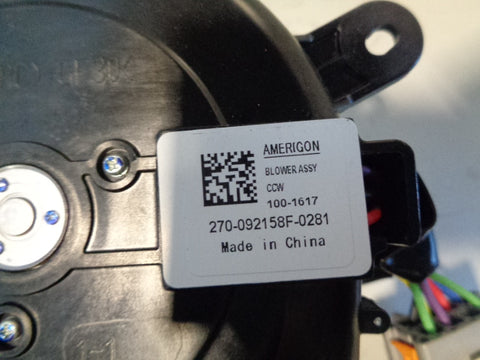 AMERIGON
BLOWER ASSY
CCW
100-1617
270-092158F-0281
Made in China